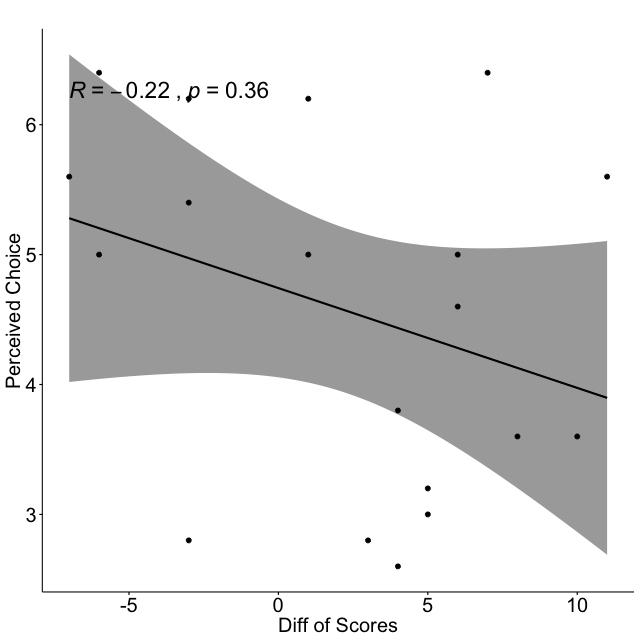 R = −0.22 , p = 0.36
6
5
4
3
Perceived Choice
-5 0 5 10
Diff of Scores